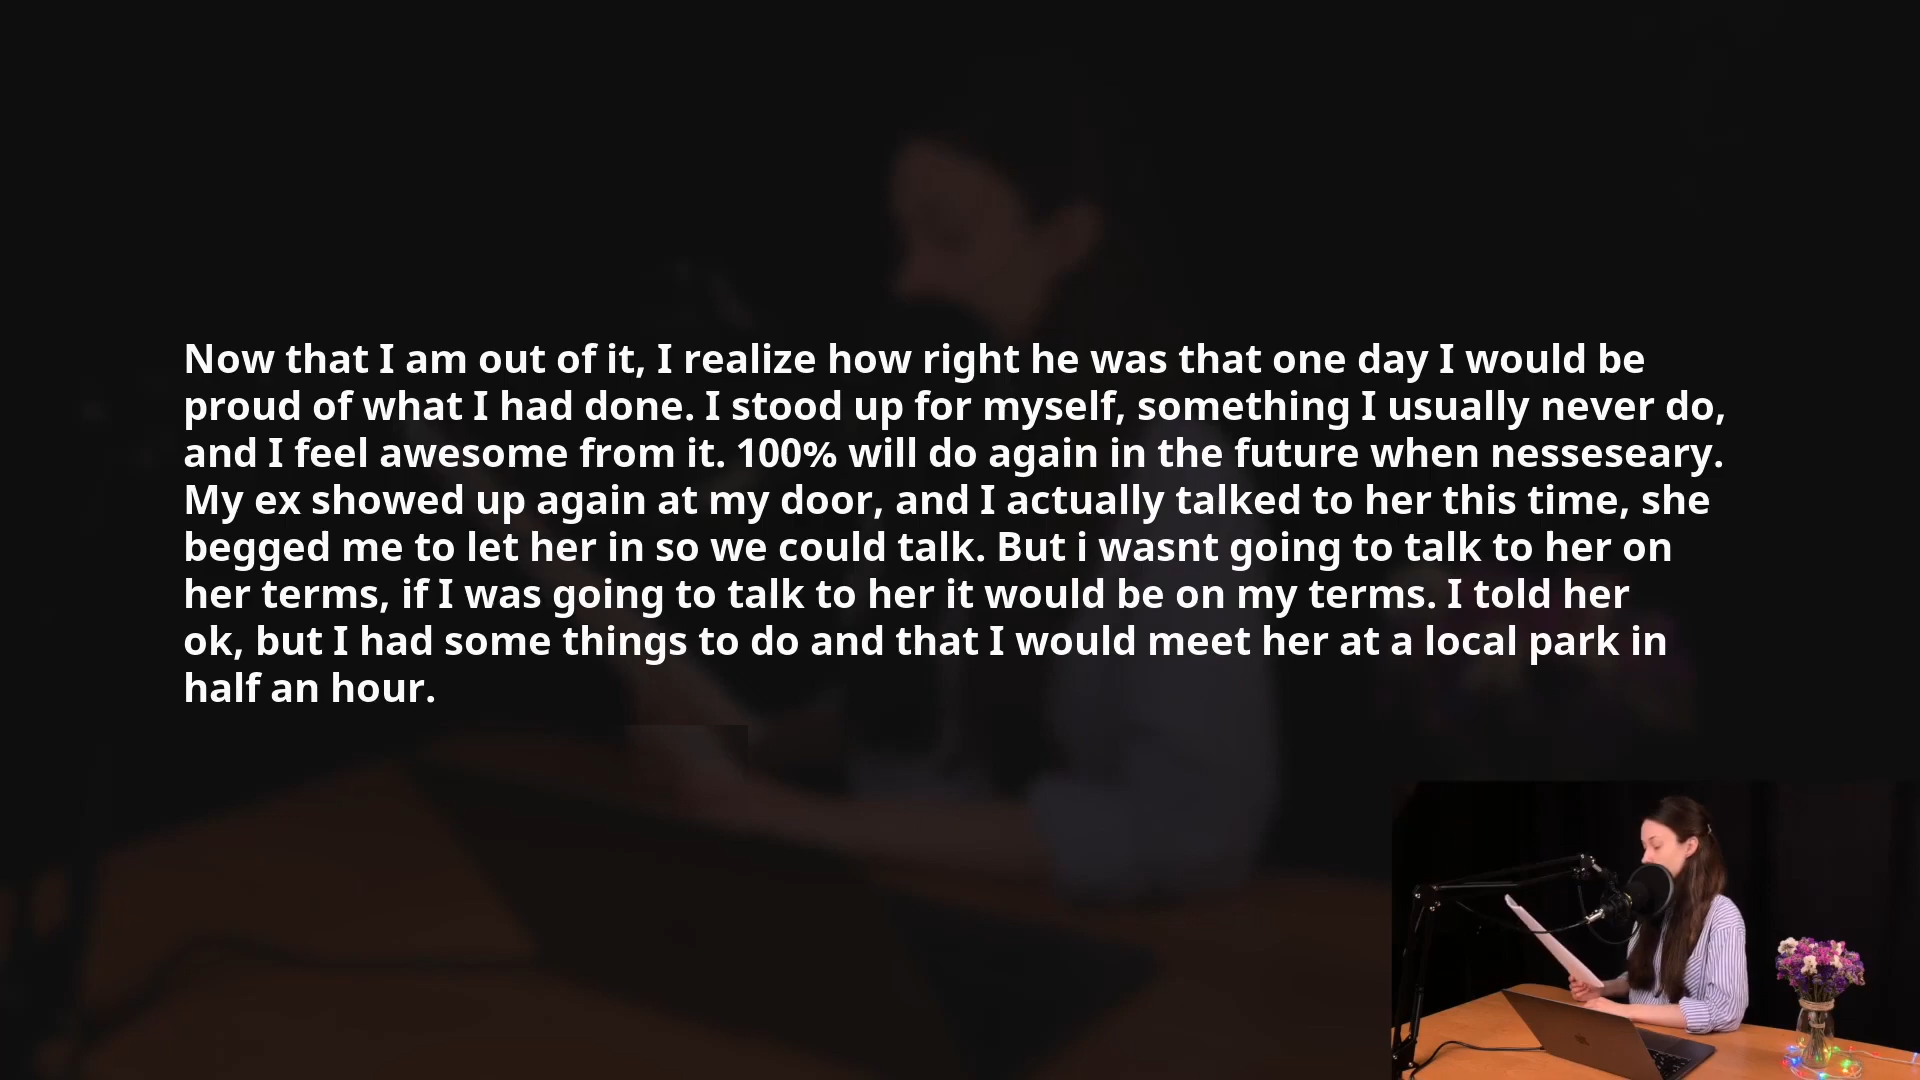 Now that I am out of it, I realize how right he was that one day I would be
proud of what I had done. I stood up for myself, something I usually never do,
and I feel awesome from it. 100% will do again in the future when nesseseary.
My ex showed up again at my door, and I actually talked to her this time, she
begged me to let her in so we could talk. But i wasnt going to talk to her on
her terms, if I was going to talk to her it would be on my terms. I told her
ok, but I had some things to do and that I would meet her at a local park in
half an hour.